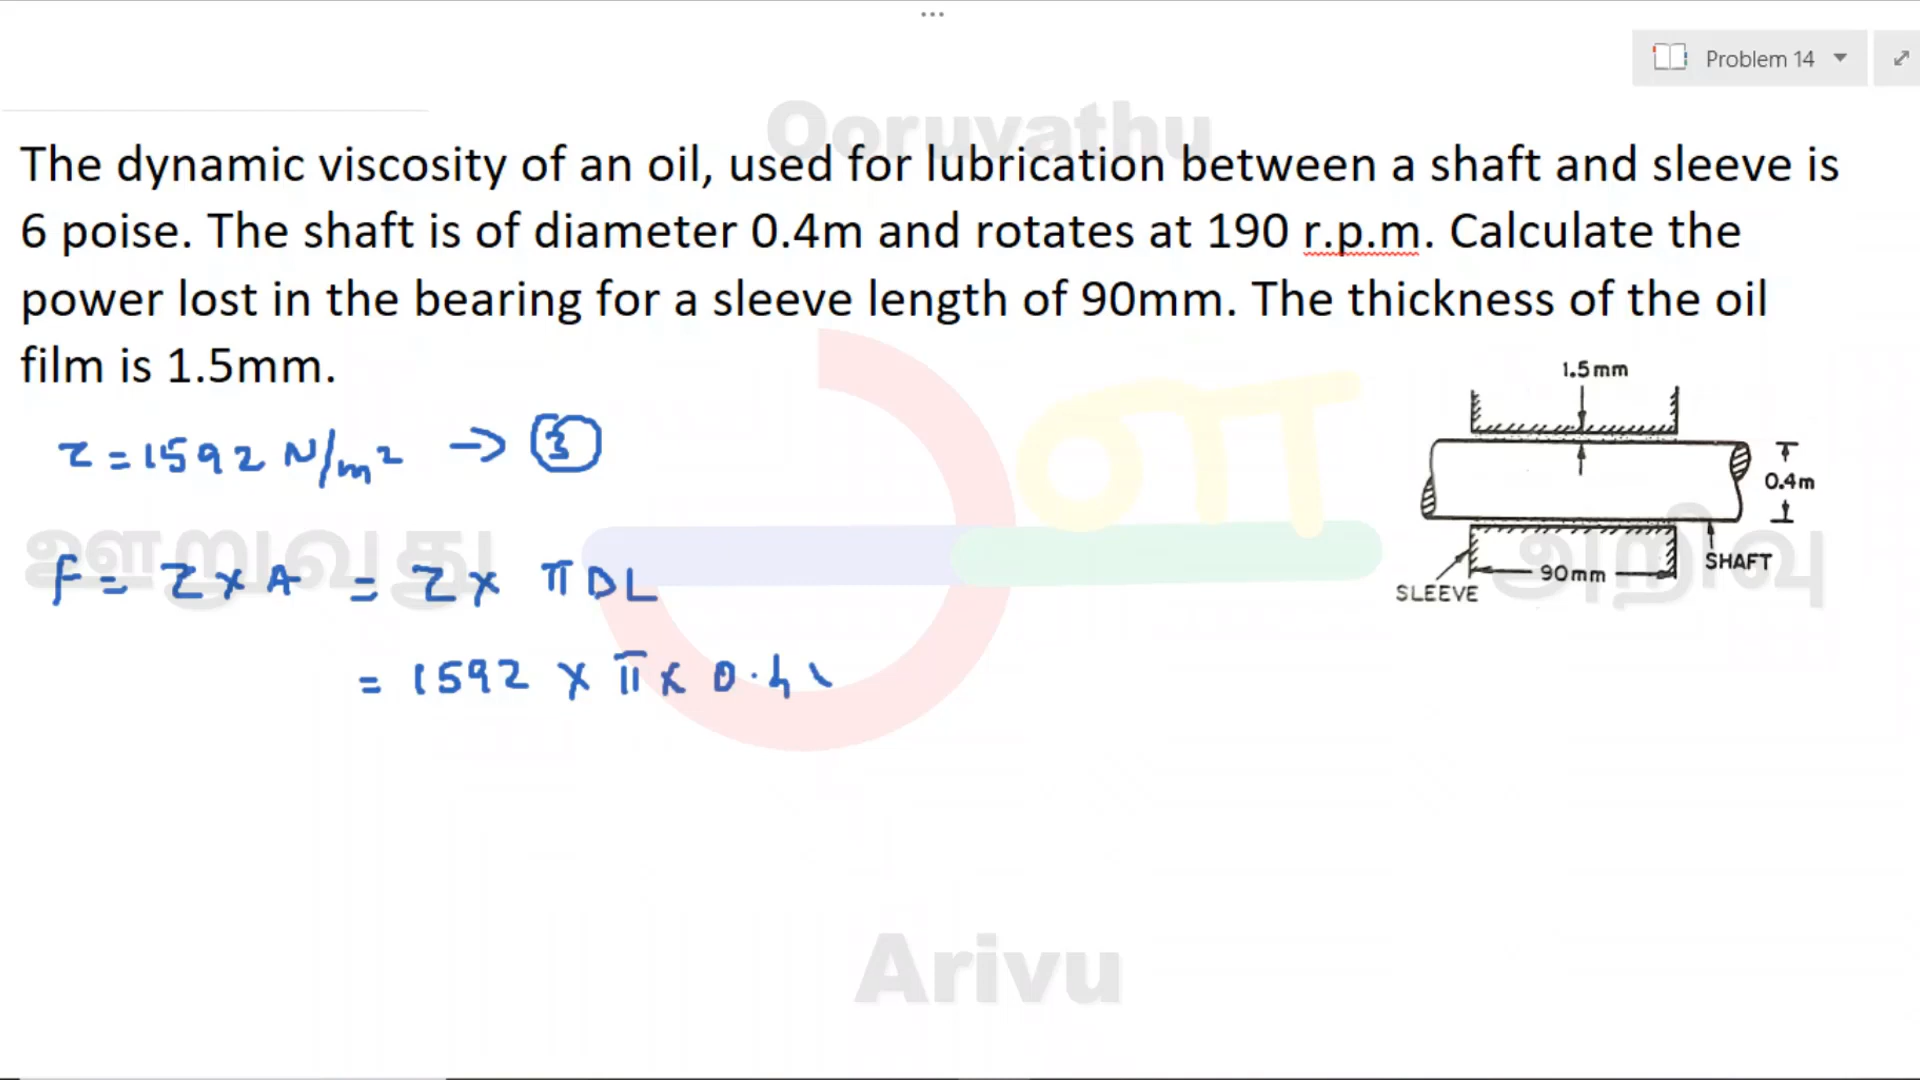 ...
Problem 14
Ooruvathu
The dynamic viscosity of an oil, used for lubrication between a shaft and sleeve is
6 poise. The shaft is of diameter 0.4m and rotates at 190 r.p.m. Calculate the
power lost in the bearing for a sleeve length of 90mm. The thickness of the oil
film is 1.5mm.
1.5mm
0.4m
SHAFT
90mm
SLEEVE
τ = 1592 N/m² → ③
ஊறுவது அறிவு
F = τ × A = τ × π D L
= 1592 × π × 0.4
Arivu